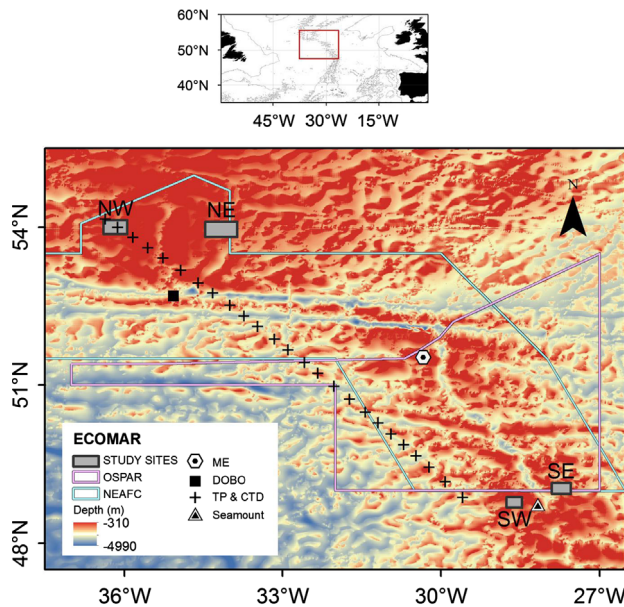 60°N
50°N
40°N
45°W 30°W 15°W
N
NW NE
54°N
51°N
48°N
ECOMAR
STUDY SITES
OSPAR
NEAFC
Depth (m)
-310
-4990
ME
DOBO
TP & CTD
Seamount
SE
SW
36°W 33°W 30°W 27°W